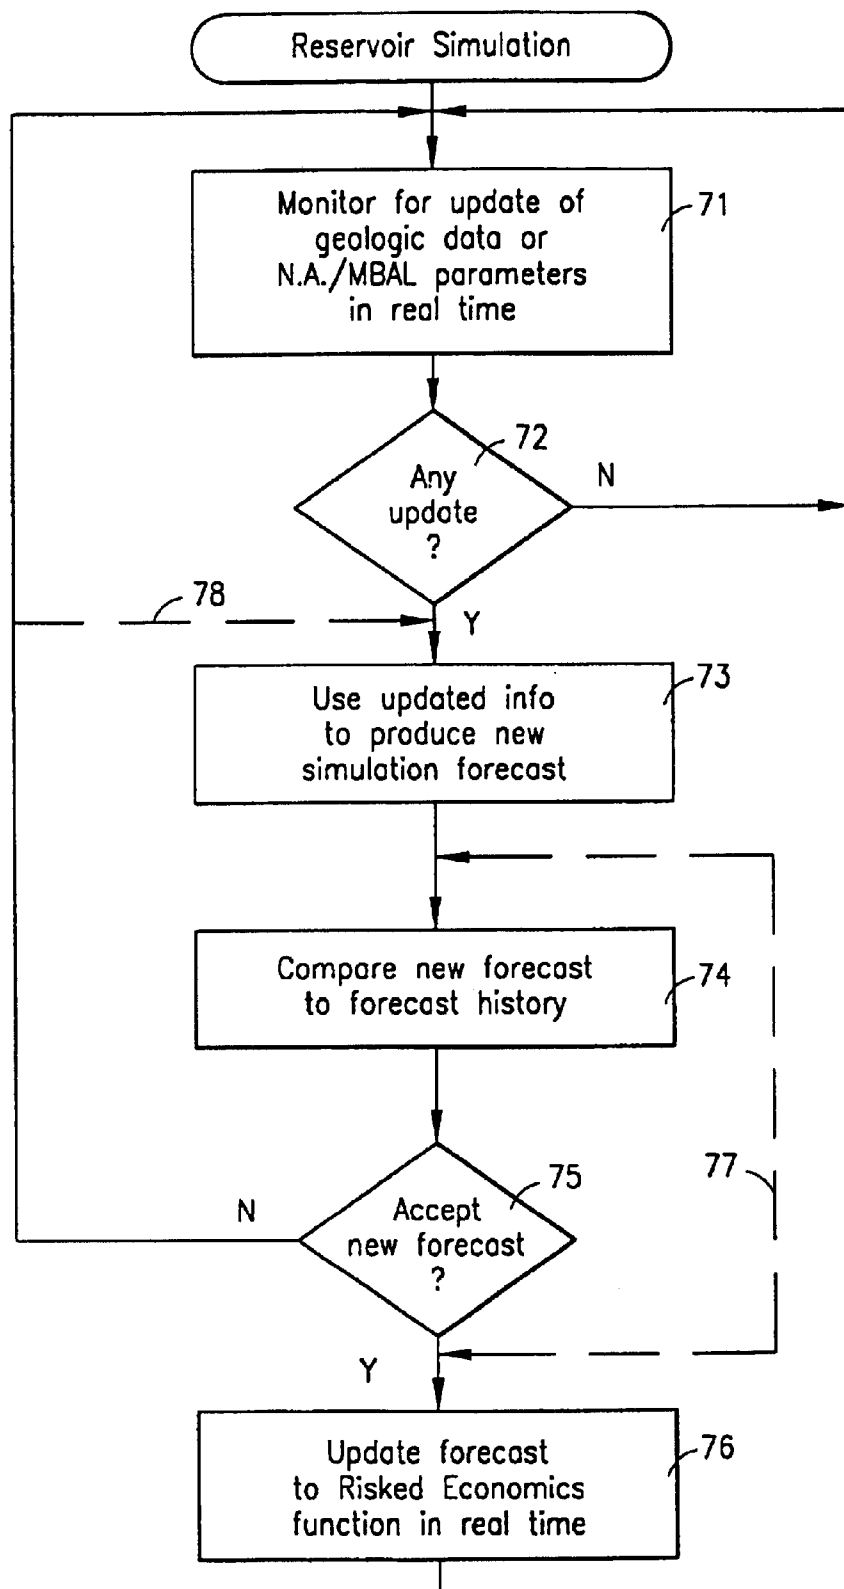 Reservoir Simulation
Monitor for update of
geologic data or
N.A./MBAL parameters
in real time
71
72
Any
update
?
N
78
Y
Use updated info
to produce new
simulation forecast
73
Compare new forecast
to forecast history
74
77
75
Accept
new forecast
?
N
Y
Update forecast
to Risked Economics
function in real time
76